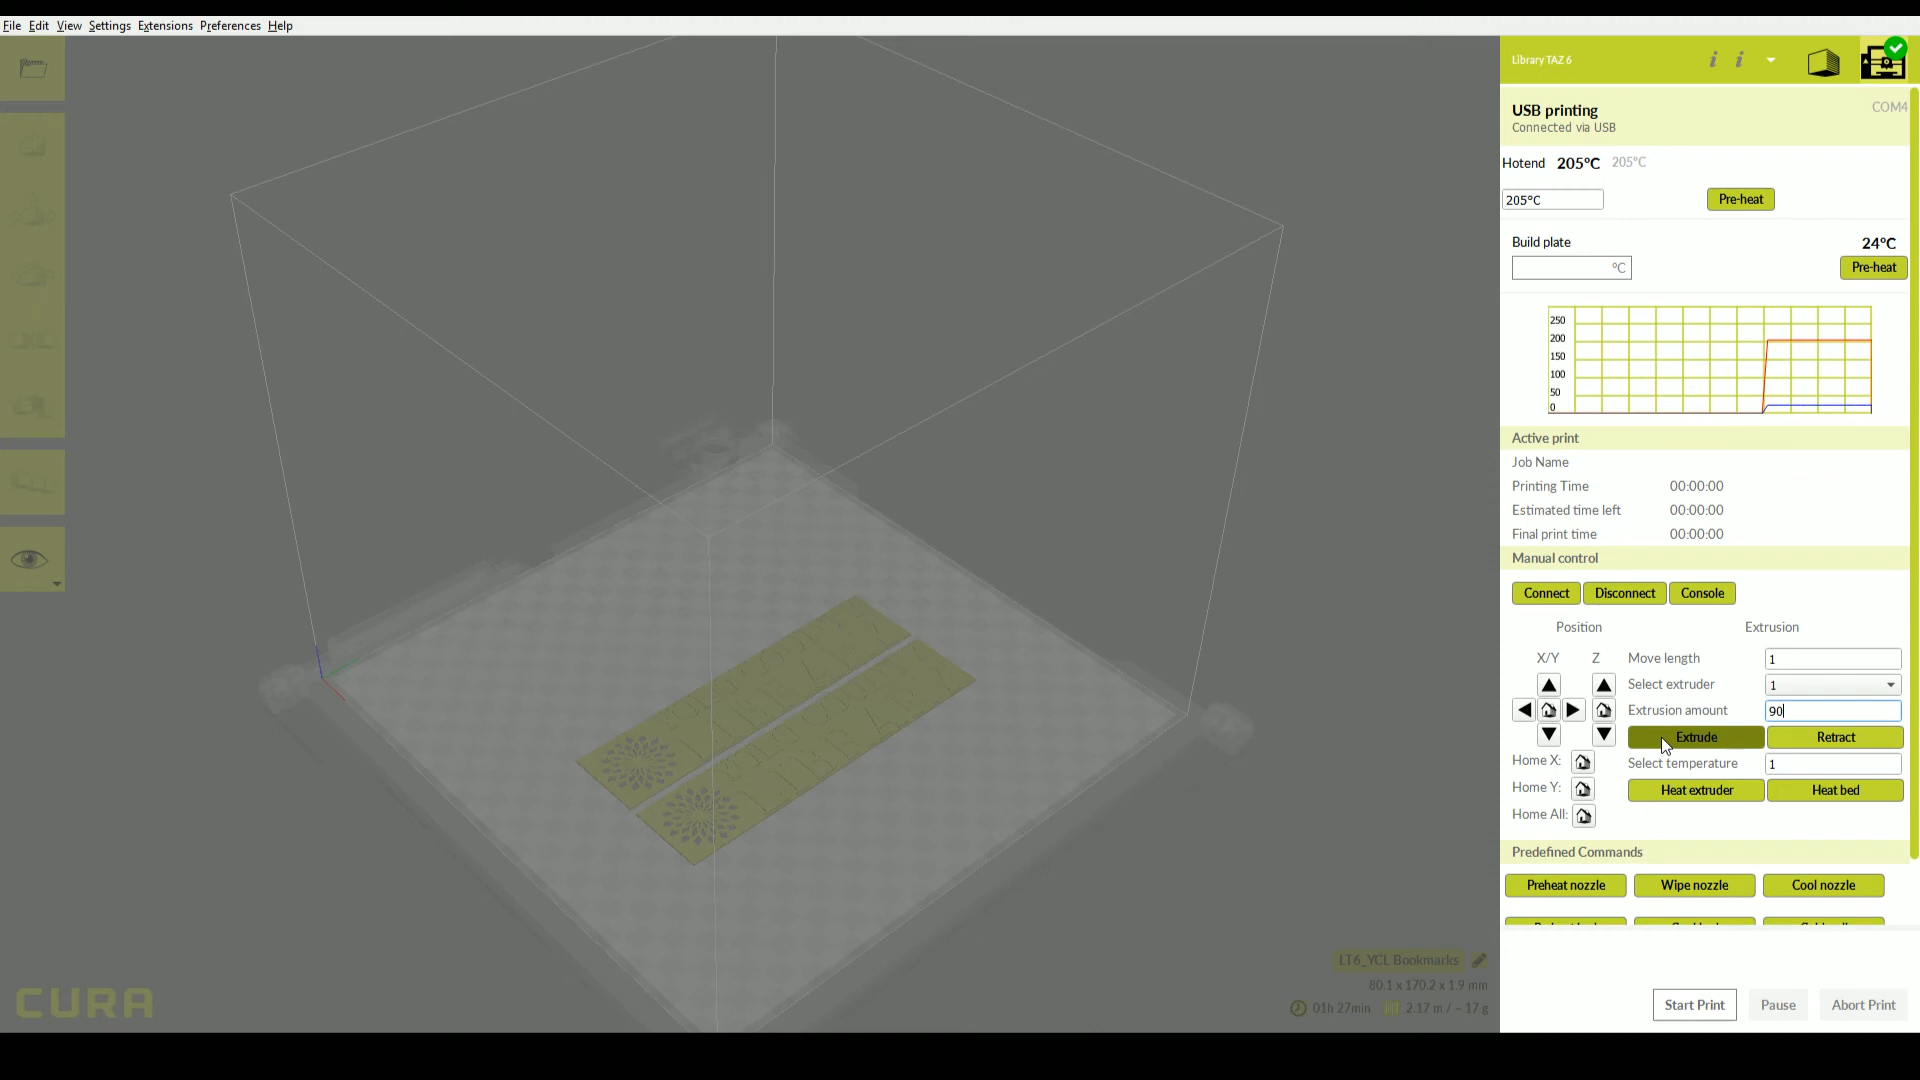 File Edit View Settings Extensions Preferences Help
Library TAZ 6
USB printing COM4
Connected via USB
Hotend 205°C 205°C
205°C Pre-heat
Build plate 24°C
°C Pre-heat
250
200
150
100
50
0
Active print
Job Name
Printing Time 00:00:00
Estimated time left 00:00:00
Final print time 00:00:00
Manual control
Connect Disconnect Console
Position Extrusion
X/Y Z Move length 1
Select extruder 1
Extrusion amount 90
Extrude Retract
Home X: Select temperature 1
Home Y: Heat extruder Heat bed
Home All:
Predefined Commands
Preheat nozzle Wipe nozzle Cool nozzle
LT6_YCL Bookmarks
80.1 x 170.2 x 1.9 mm
01h 27min 2.17 m / ~ 17 g
CURA
Start Print Pause Abort Print